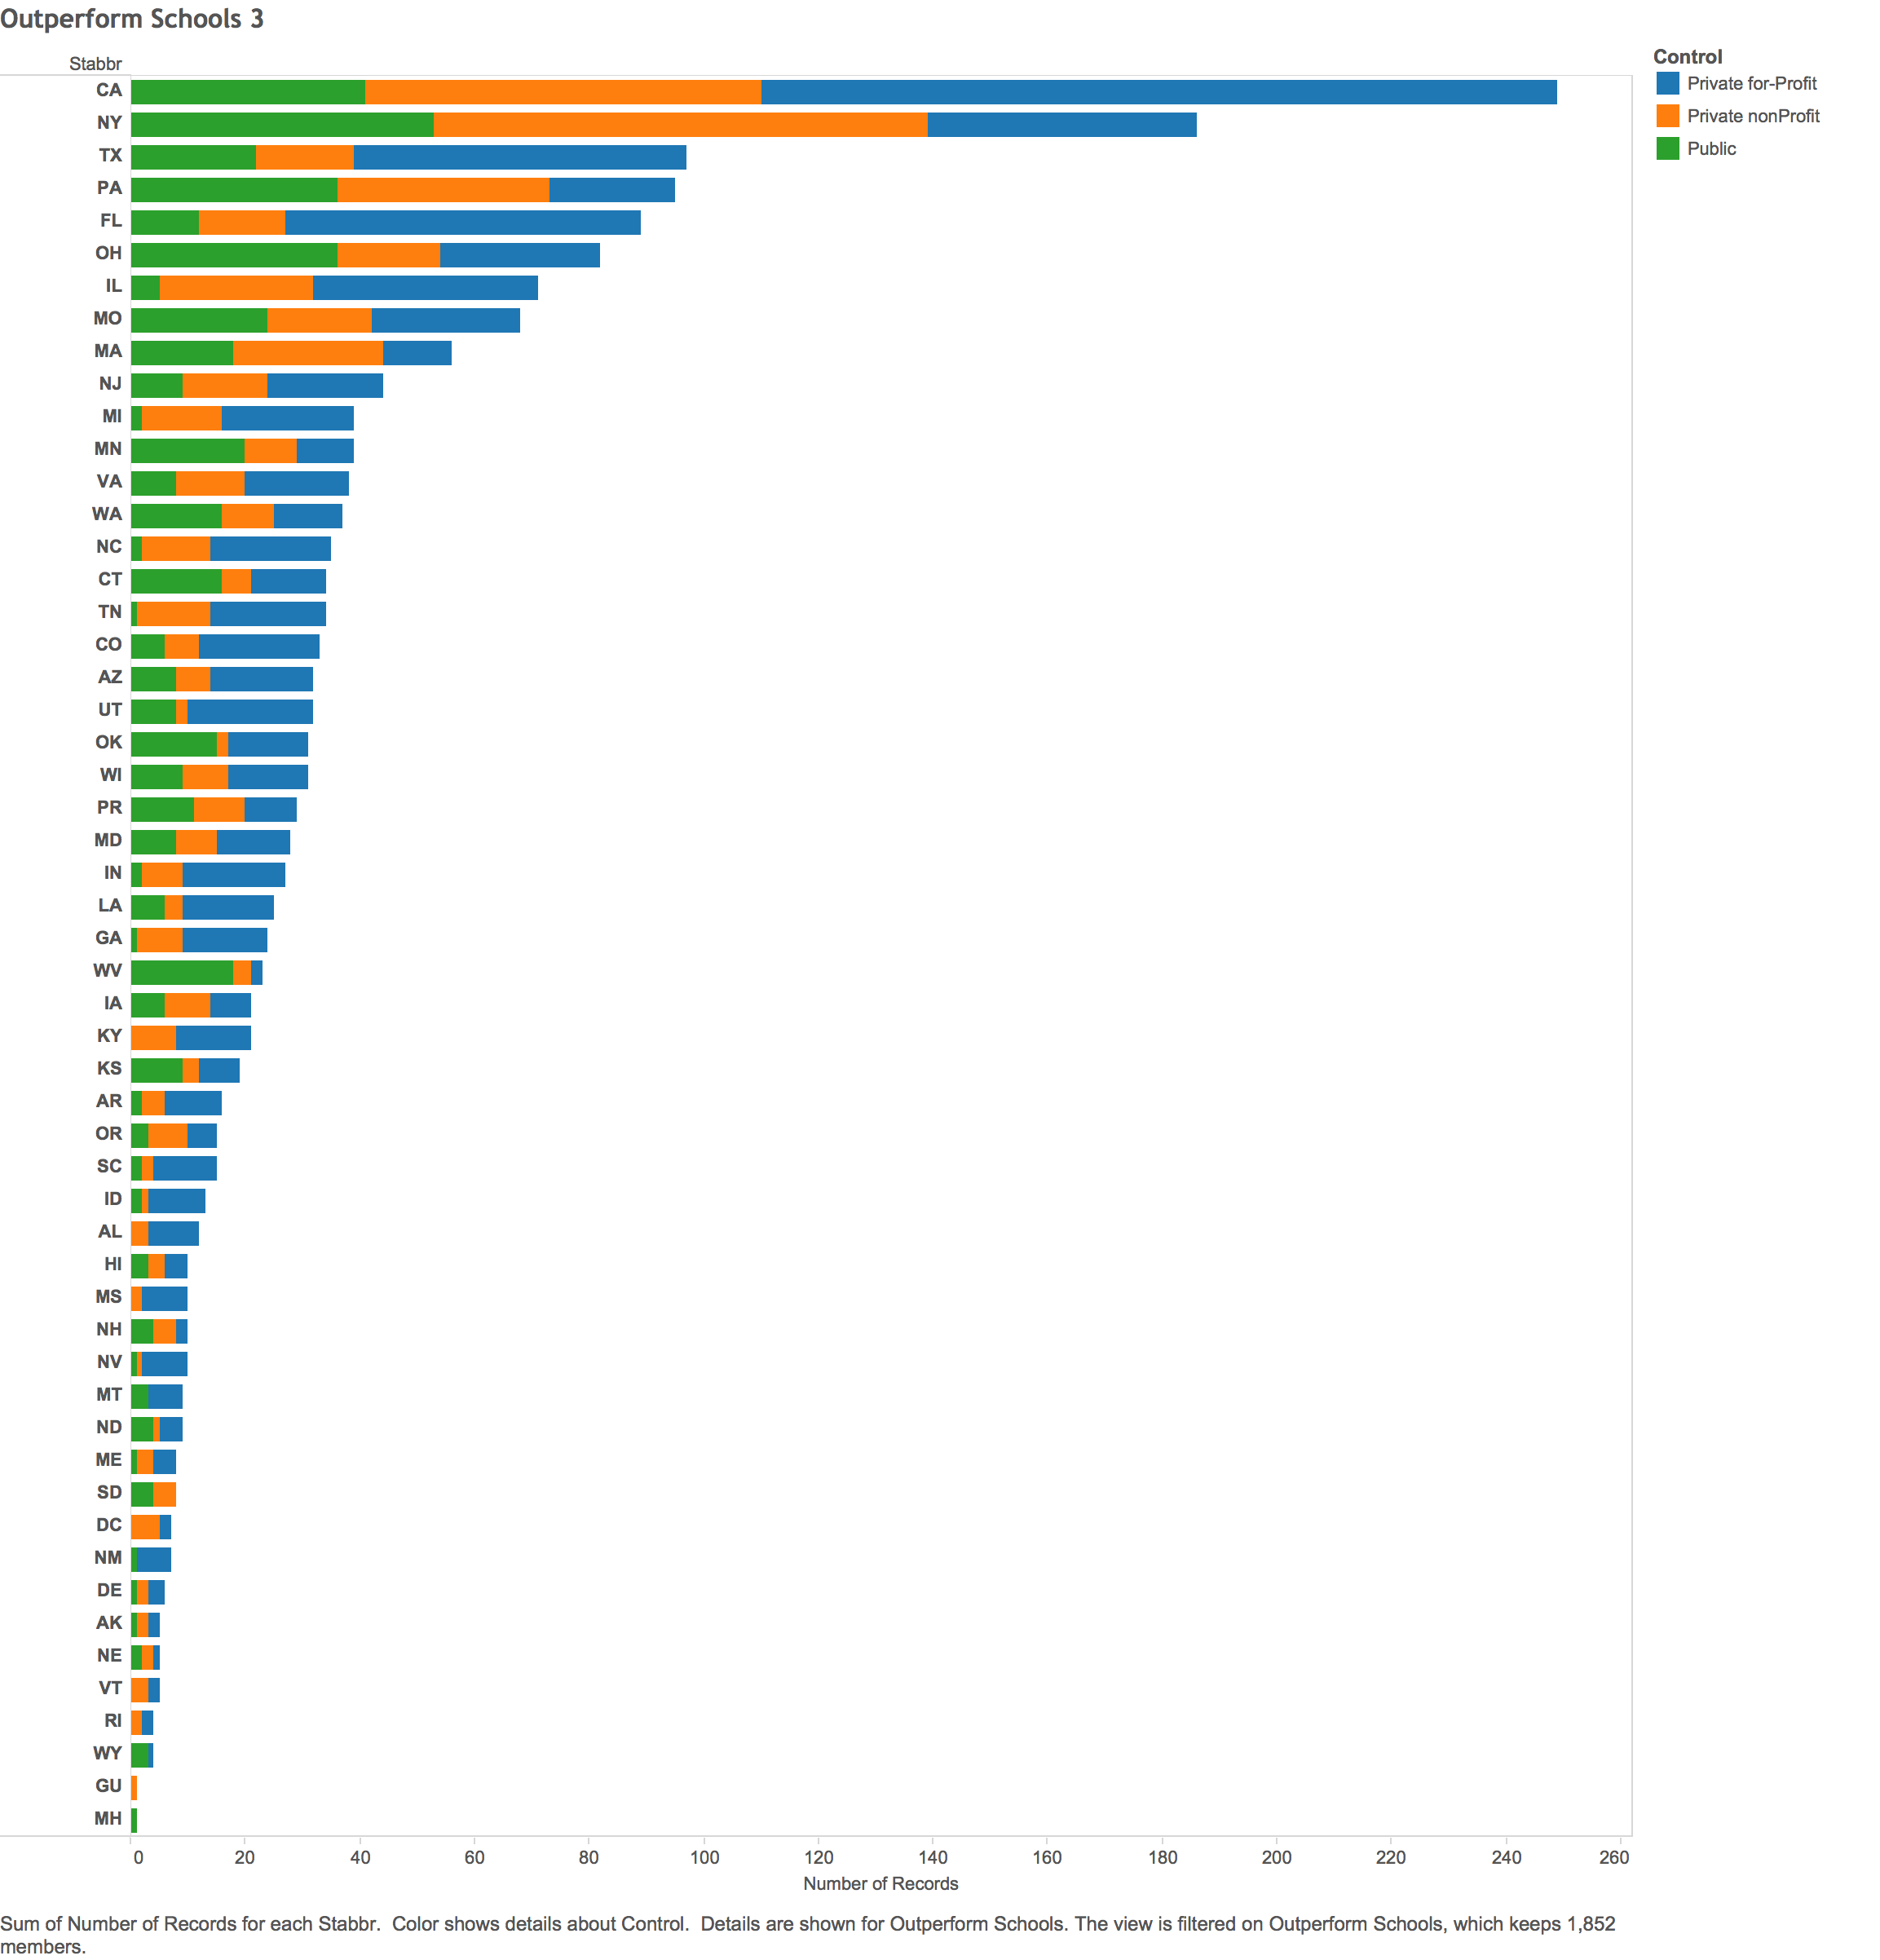 Outperform Schools 3
Stabbr
CA
NY
TX
PA
FL
OH
IL
MO
MA
NJ
MI
MN
VA
WA
NC
CT
TN
CO
AZ
UT
OK
WI
PR
MD
IN
LA
GA
WV
IA
KY
KS
AR
OR
SC
ID
AL
HI
MS
NH
NV
MT
ND
ME
SD
DC
NM
DE
AK
NE
VT
RI
WY
GU
MH
0 20 40 60 80 100 120 140 160 180 200 220 240 260
Number of Records
Control
Private for-Profit
Private nonProfit
Public
Sum of Number of Records for each Stabbr.  Color shows details about Control.  Details are shown for Outperform Schools. The view is filtered on Outperform Schools, which keeps 1,852
members.